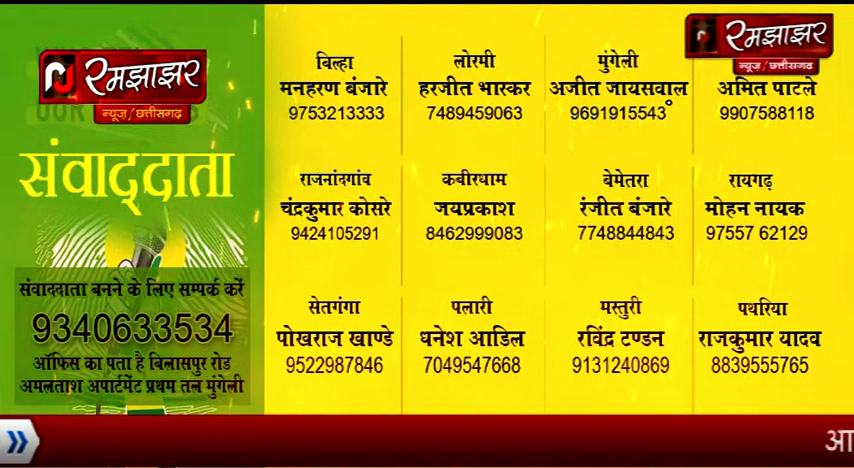 रमझाझर
न्यूज/छत्तीसगढ़
संवाददाता
संवाददाता बनने के लिए सम्पर्क करें
9340633534
ऑफिस का पता है बिलासपुर रोड
अमलताश अपार्टमेंट प्रथम तल मुंगेली
रमझाझर
न्यूज/छत्तीसगढ़
बिल्हा
मनहरण बंजारे
9753213333
लोरमी
हरजीत भास्कर
7489459063
मुंगेली
अजीत जायसवाल
9691915543
अमित पाटले
9907588118
राजनांदगांव
चंद्रकुमार कोसरे
9424105291
कबीरधाम
जयप्रकाश
8462999083
बेमेतरा
रंजीत बंजारे
7748844843
रायगढ़
मोहन नायक
97557 62129
सेतगंगा
पोखराज खाण्डे
9522987846
पलारी
धनेश आडिल
7049547668
मस्तुरी
रविंद्र टण्डन
9131240869
पथरिया
राजकुमार यादव
8839555765
आ